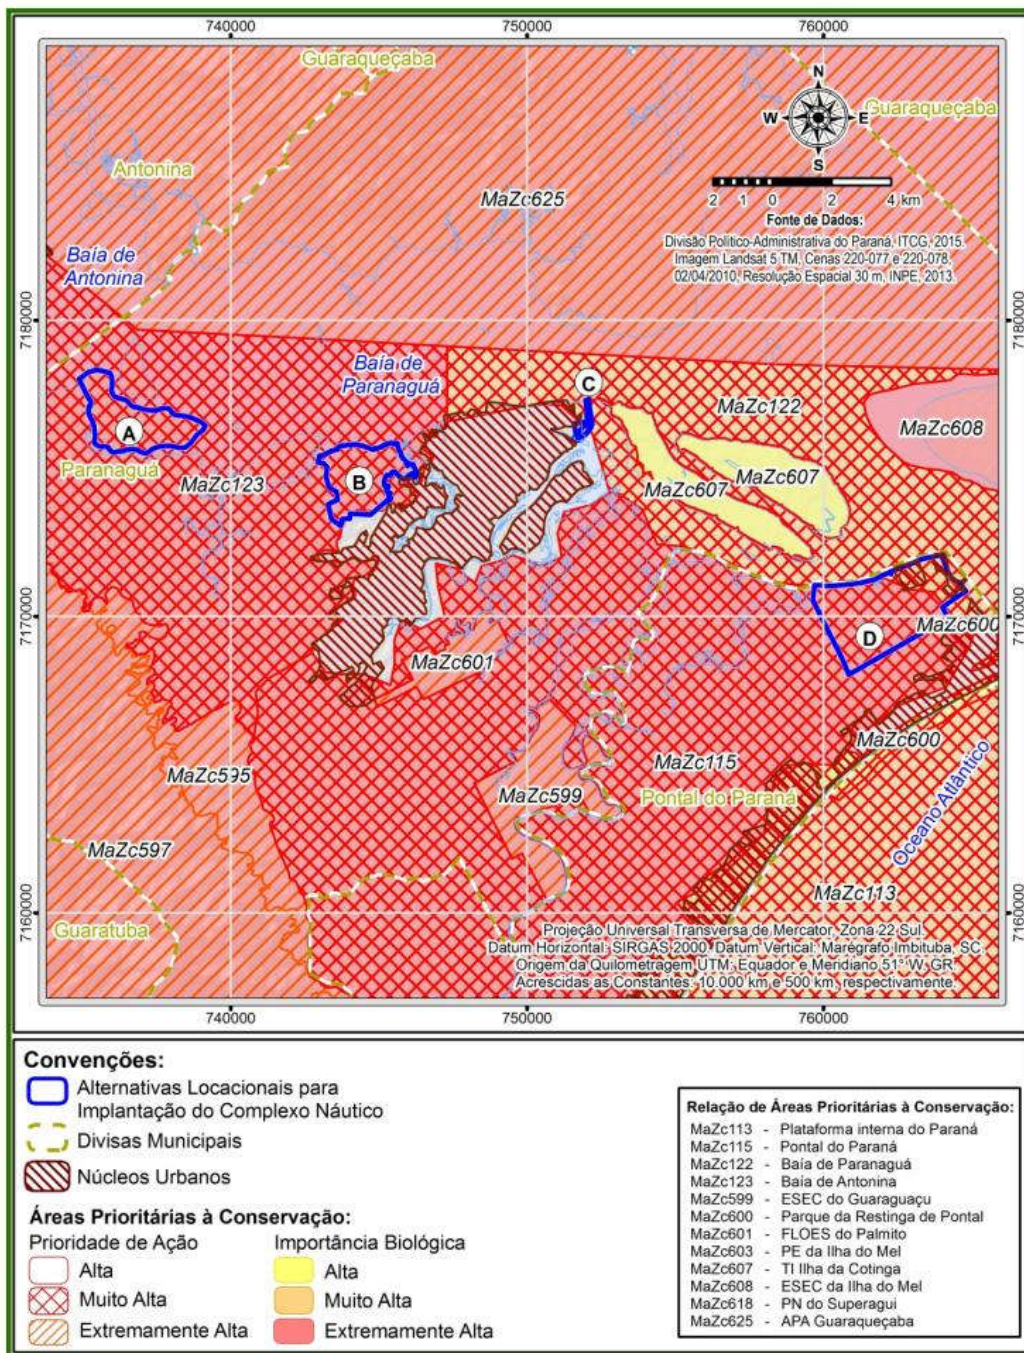 740000
750000
760000
Guaraqueçaba
Guaraqueçaba
N
W
E
S
Antonina
MaZc625
2 1 0 2 4 km
Fonte de Dados:
Divisão Político-Administrativa do Paraná, ITCG, 2015.
Imagem Landsat 5 TM, Cenas 220-077 e 220-078,
02/04/2010, Resolução Espacial 30 m, INPE, 2013.
Baía de
Antonina
7180000
7180000
Baía de
Paranaguá
C
MaZc122
MaZc608
A
Paranaguá
MaZc123
B
MaZc607
MaZc607
7170000
7170000
MaZc600
D
MaZc601
MaZc600
MaZc595
MaZc115
MaZc599
Pontal do Paraná
Oceano Atlântico
MaZc597
MaZc113
Guaratuba
7160000
7160000
Projeção Universal Transversa de Mercator, Zona 22 Sul.
Datum Horizontal: SIRGAS 2000, Datum Vertical: Marégrafo Imbituba, SC.
Origem da Quilometragem UTM: Equador e Meridiano 51° W. GR.
Acrescidas as Constantes: 10.000 km e 500 km, respectivamente.
740000
750000
760000
Convenções:
Alternativas Locacionais para
Implantação do Complexo Náutico
Divisas Municipais
Núcleos Urbanos
Áreas Prioritárias à Conservação:
Prioridade de Ação
Alta
Muito Alta
Extremamente Alta
Importância Biológica
Alta
Muito Alta
Extremamente Alta
Relação de Áreas Prioritárias à Conservação:
MaZc113 - Plataforma interna do Paraná
MaZc115 - Pontal do Paraná
MaZc122 - Baía de Paranaguá
MaZc123 - Baía de Antonina
MaZc599 - ESEC do Guaraguaçu
MaZc600 - Parque da Restinga de Pontal
MaZc601 - FLOES do Palmito
MaZc603 - PE da Ilha do Mel
MaZc607 - TI Ilha da Cotinga
MaZc608 - ESEC da Ilha do Mel
MaZc618 - PN do Superagui
MaZc625 - APA Guaraqueçaba